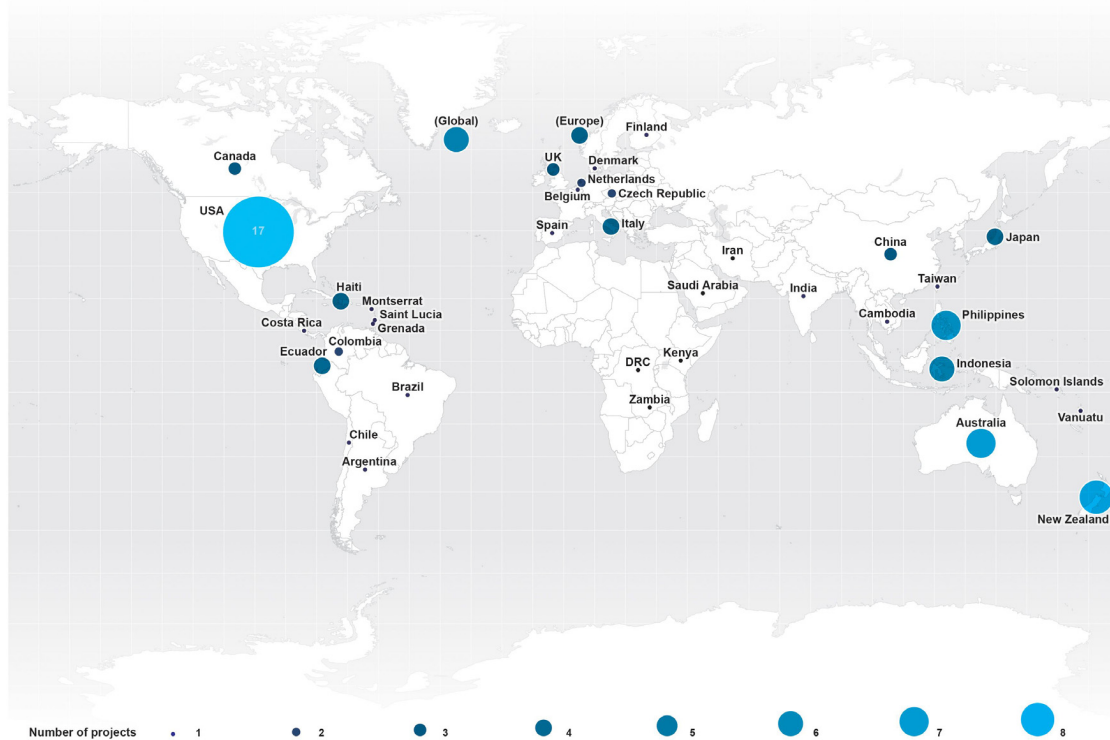 (Global)
(Europe)
Finland
Canada
UK
Denmark
Netherlands
Belgium
Czech Republic
USA
17
Spain
Italy
Japan
China
Iran
Haiti
Saudi Arabia
India
Taiwan
Montserrat
Saint Lucia
Grenada
Costa Rica
Cambodia
Philippines
Colombia
Ecuador
Kenya
DRC
Indonesia
Brazil
Solomon Islands
Zambia
Vanuatu
Australia
Chile
Argentina
New Zealand
Number of projects 1 2 3 4 5 6 7 8